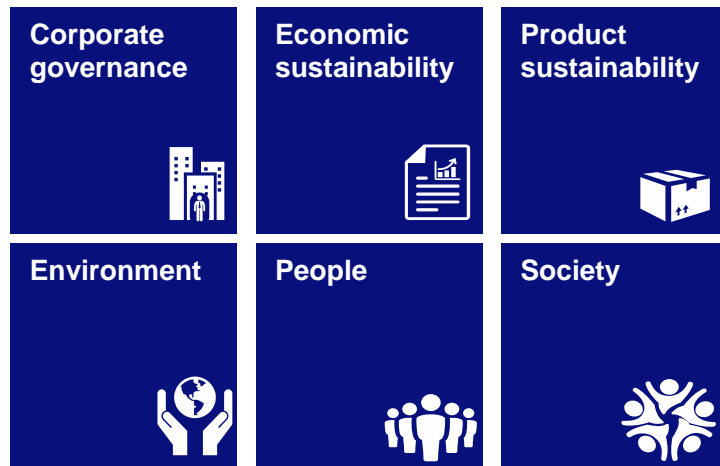 Corporate
governance
Economic
sustainability
Product
sustainability
Environment
People
Society